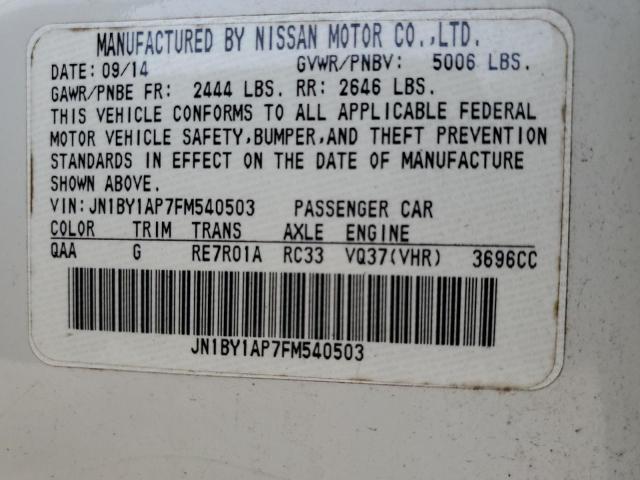 MANUFACTURED BY NISSAN MOTOR CO.,LTD.
DATE: 09/14 GVWR/PNBV: 5006 LBS.
GAWR/PNBE FR: 2444 LBS. RR: 2646 LBS.
THIS VEHICLE CONFORMS TO ALL APPLICABLE FEDERAL
MOTOR VEHICLE SAFETY,BUMPER,AND THEFT PREVENTION
STANDARDS IN EFFECT ON THE DATE OF MANUFACTURE
SHOWN ABOVE.
VIN:JN1BY1AP7FM540503 PASSENGER CAR
COLOR TRIM TRANS AXLE ENGINE
QAA G RE7R01A RC33 VQ37(VHR) 3696CC
JN1BY1AP7FM540503